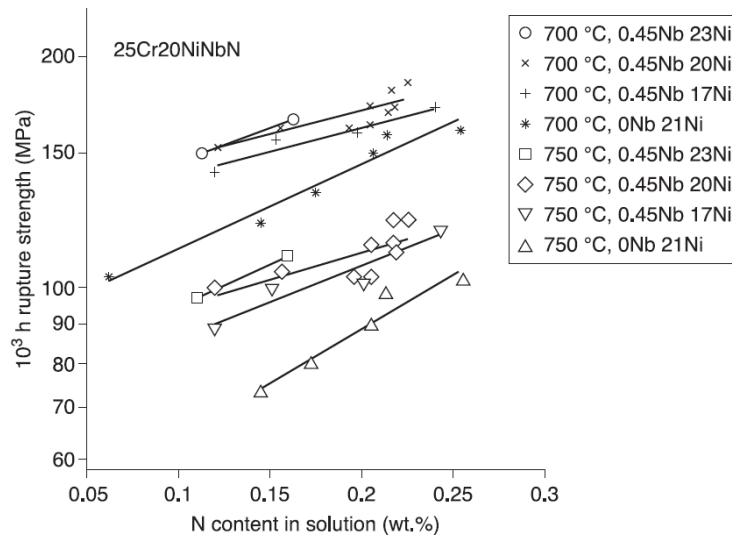 25Cr20NiNbN
200
150
100
90
80
70
60
10³ h rupture strength (MPa)
0.05
0.1
0.15
0.2
0.25
0.3
N content in solution (wt.%)
700 °C, 0.45Nb 23Ni
700 °C, 0.45Nb 20Ni
700 °C, 0.45Nb 17Ni
700 °C, 0Nb 21Ni
750 °C, 0.45Nb 23Ni
750 °C, 0.45Nb 20Ni
750 °C, 0.45Nb 17Ni
750 °C, 0Nb 21Ni